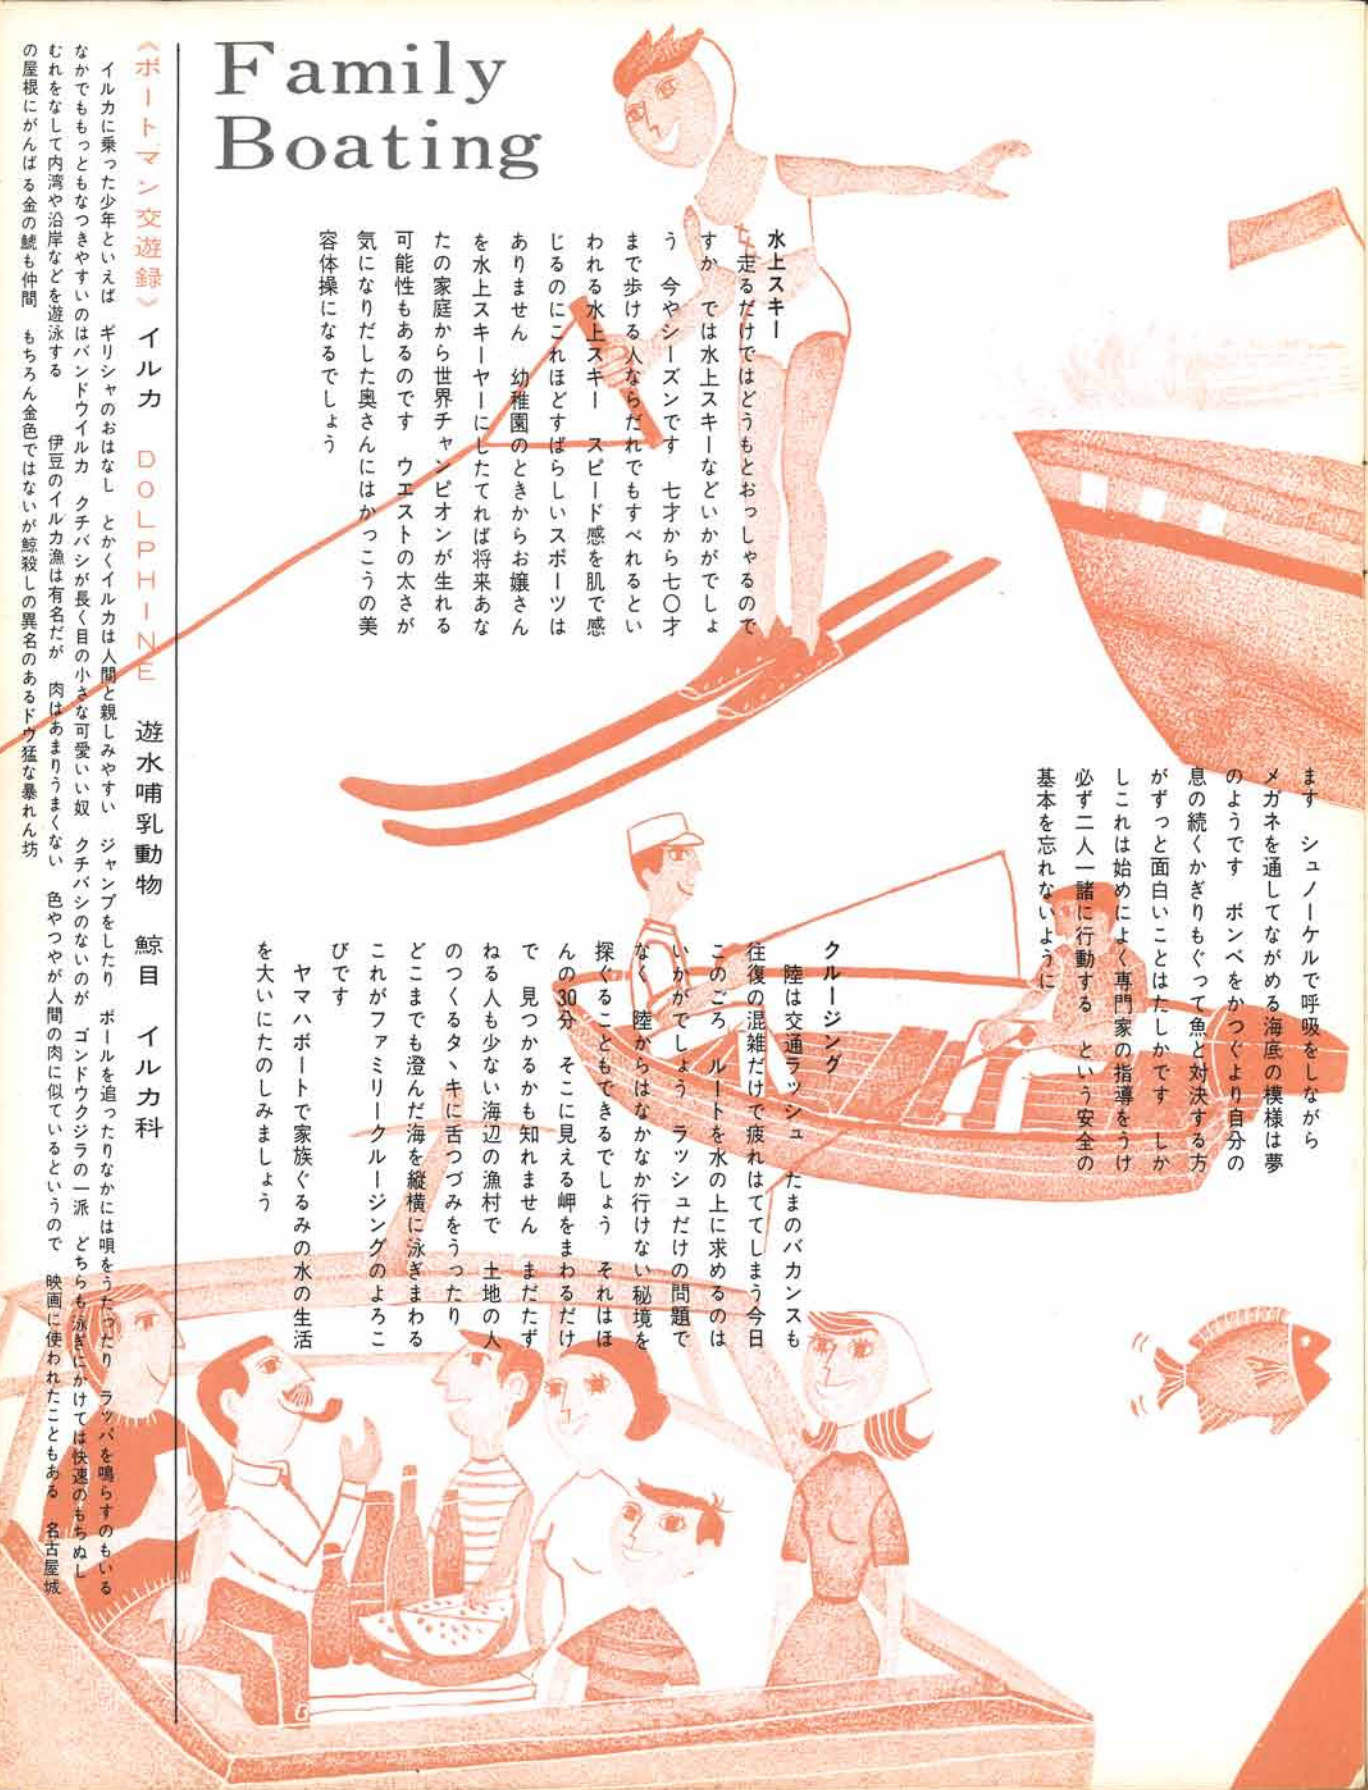 Family
Boating
水上スキー
走るだけではどうもとおっしゃるので
すか　では水上スキーなどいかがでしょ
う　今やシーズンです　七才から七〇才
まで歩ける人ならだれでもすべれるとい
われる水上スキー　スピード感を肌で感
じるのにこれほどすばらしいスポーツは
ありません　幼稚園のときからお嬢さん
を水上スキーヤーにしたてれば将来あな
たの家庭から世界チャンピオンが生れる
可能性もあるのです　ウエストの太さが
気になりだした奥さんにはかっこうの美
容体操になるでしょう
ます　シュノーケルで呼吸をしながら
メガネを通してながめる海底の模様は夢
のようです　ボンベをかつぐより自分の
息の続くかぎりもぐって魚と対決する方
がずっと面白いことはたしかです　しか
しこれは始めによく専門家の指導をうけ
必ず二人一諸に行動する　という安全の
基本を忘れないように
クルージング
陸は交通ラッシュ　たまのバカンスも
往復の混雑だけで疲れはててしまう今日
このごろ　ルートを水の上に求めるのは
いかがでしょう　ラッシュだけの問題で
なく　陸からはなかなか行けない秘境を
探ぐることもできるでしょう　それはほ
んの30分　そこに見える岬をまわるだけ
で　見つかるかも知れません　まだたず
ねる人も少ない海辺の漁村で　土地の人
のつくるタヽキに舌つづみをうったり
どこまでも澄んだ海を縦横に泳ぎまわる
これがファミリークルージングのよろこ
びです
ヤマハボートで家族ぐるみの水の生活
を大いにたのしみましょう
《ボートマン交遊録》イルカ　DOLPHINE　遊水哺乳動物　鯨目　イルカ科
イルカに乗った少年といえば　ギリシャのおはなし　とかくイルカは人間と親しみやすい　ジャンプをしたり　ボールを追ったりなかには唄をうたったり　ラッパを鳴らすのもいる
なかでももっともなつきやすいのはバンドウイルカ　クチバシが長く目の小さな可愛いい奴　クチバシのないのが　ゴンドウクジラの一派　どちらも泳ぎにかけては快速のもちぬし
むれをなして内湾や沿岸などを遊泳する　伊豆のイルカ漁は有名だが　肉はあまりうまくない　色やつやが人間の肉に似ているというので　映画に使われたこともある　名古屋城
の屋根にがんばる金の鯱も仲間　もちろん金色ではないが鯨殺しの異名のあるドウ猛な暴れん坊